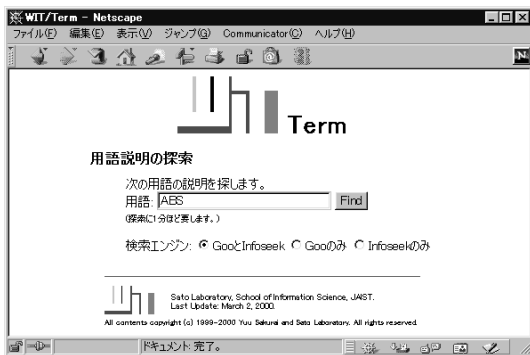 WIT/Term - Netscape
ファイル(F) 編集(E) 表示(V) ジャンプ(G) Communicator(C) ヘルプ(H)
N
Term
用語説明の探索
次の用語の説明を探します。
用語: ABS Find
(探索に1分ほど要します。)
検索エンジン: GooとInfoseek Gooのみ Infoseekのみ
Sato Laboratory, School of Information Science, JAIST.
Last Update: March 2, 2000.
All contents copyright (c) 1999-2000 Yuu Sakurai and Sato Laboratory. All rights reserved.
ドキュメント: 完了。